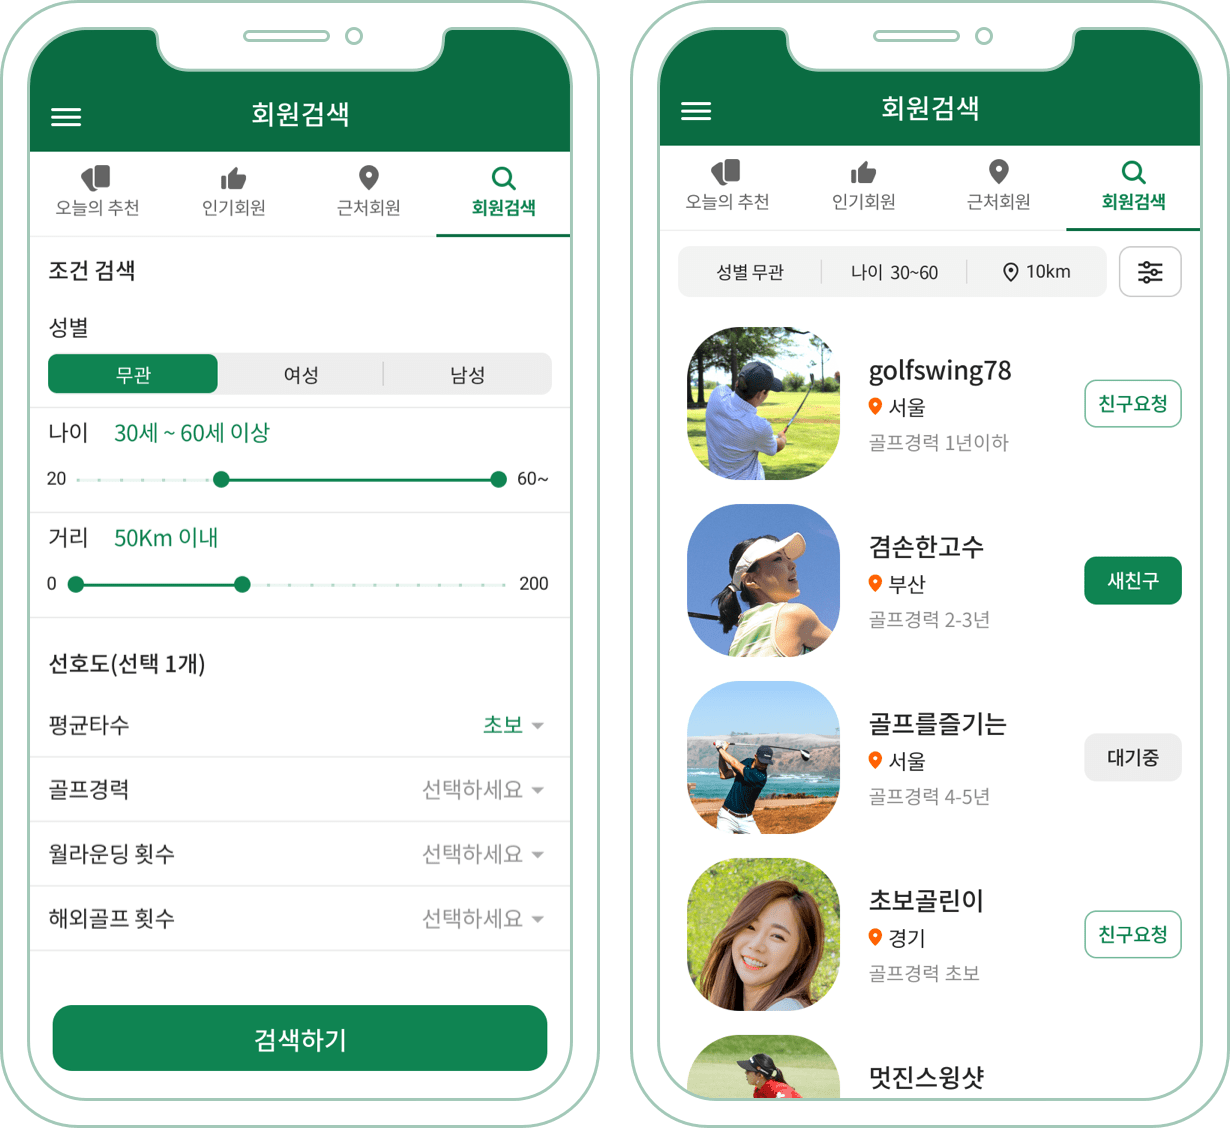 회원검색
오늘의 추천
인기회원
근처회원
회원검색
조건 검색
성별
무관
여성
남성
나이 30세 ~ 60세 이상
20
60~
거리 50Km 이내
0
200
선호도(선택 1개)
평균타수
초보
골프경력
선택하세요
월라운딩 횟수
선택하세요
해외골프 횟수
선택하세요
검색하기
회원검색
오늘의 추천
인기회원
근처회원
회원검색
성별 무관
나이 30~60
10km
golfswing78
서울
골프경력 1년이하
친구요청
겸손한고수
부산
골프경력 2-3년
새친구
골프를즐기는
서울
골프경력 4-5년
대기중
초보골린이
경기
골프경력 초보
친구요청
멋진스윙샷